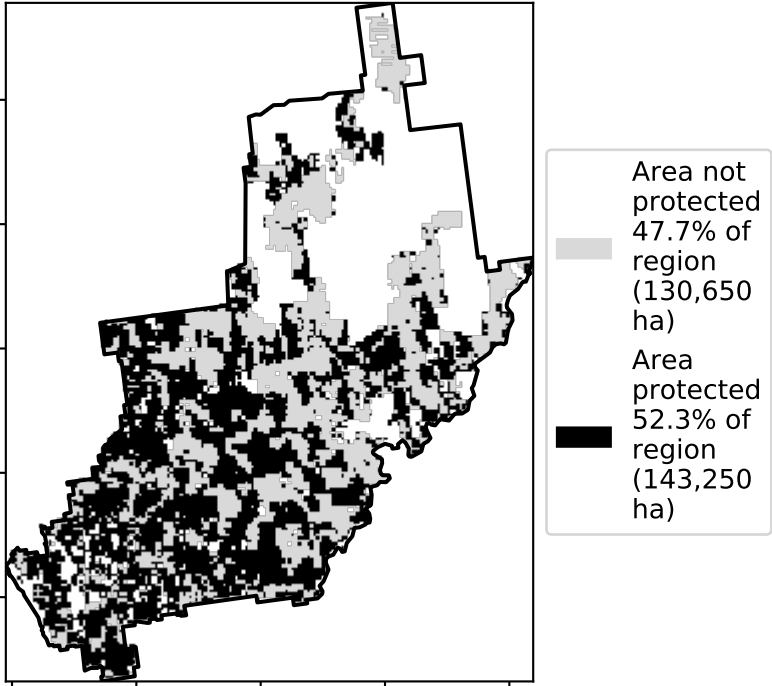 Area not
protected
47.7% of
region
(130,650
ha)
Area
protected
52.3% of
region
(143,250
ha)